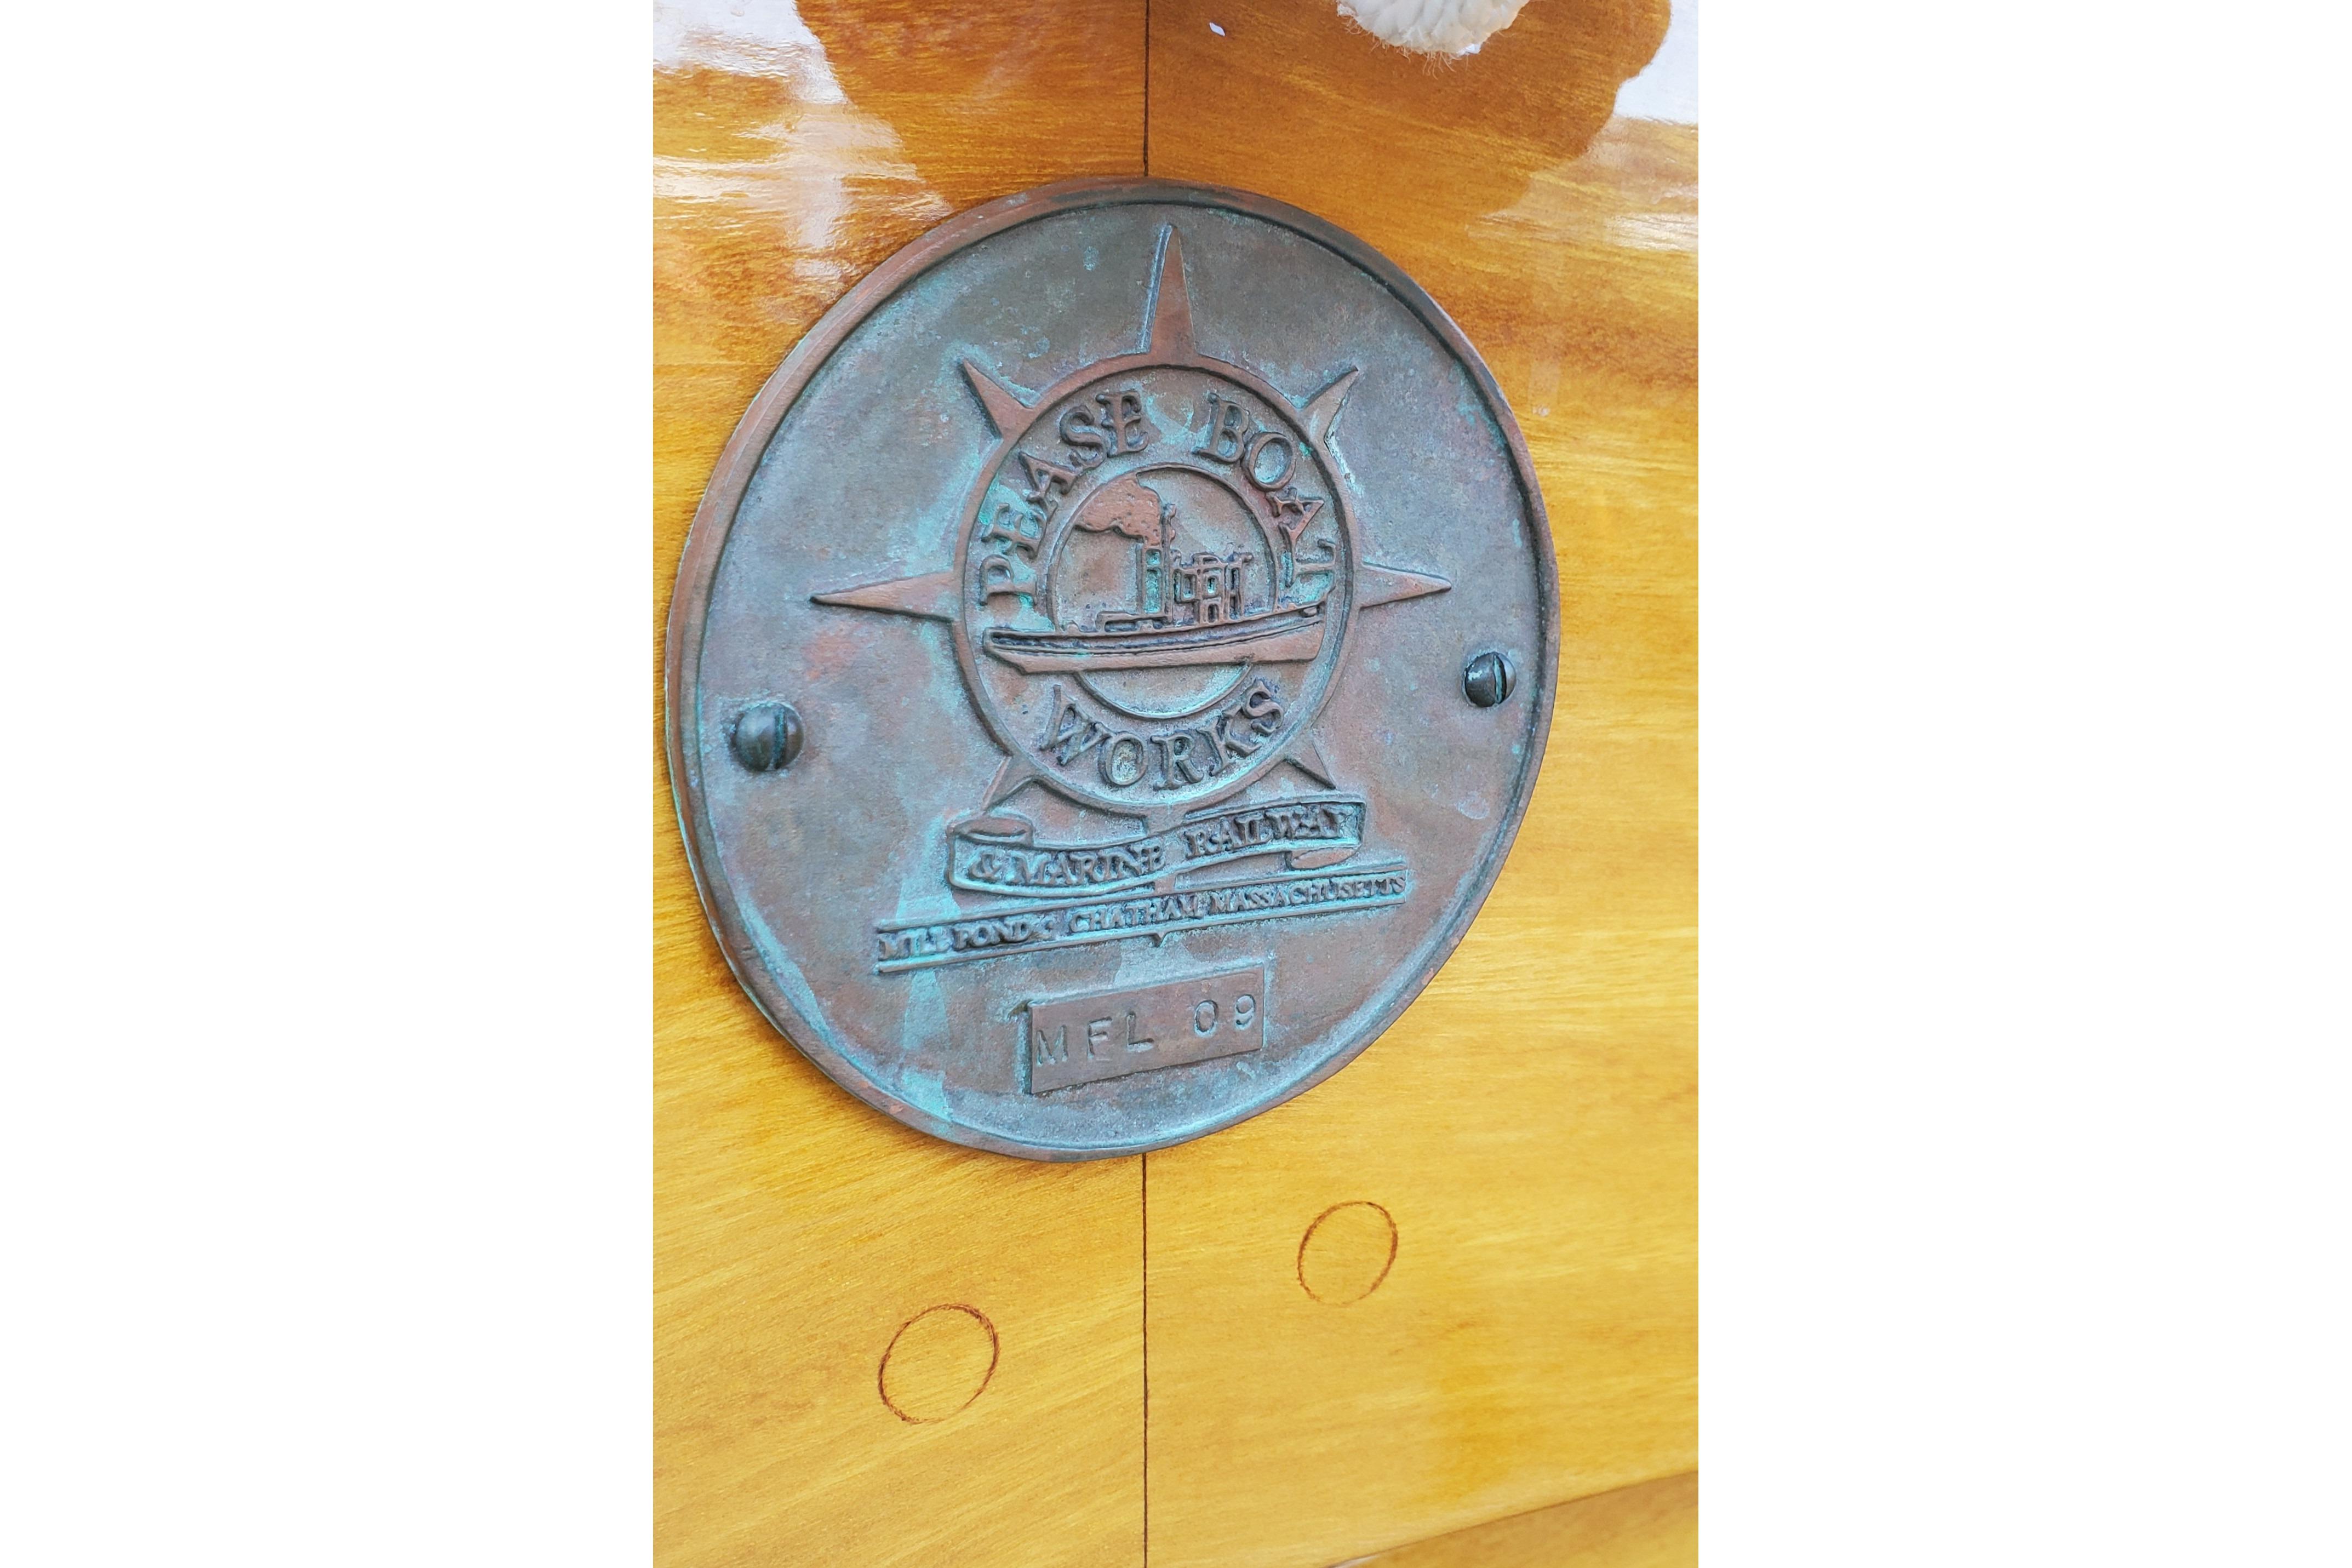 PEASE BOAT
WORKS
& MARINE RAILWAY
MILL POND CHATHAM MASSACHUSETTS
MFL 09